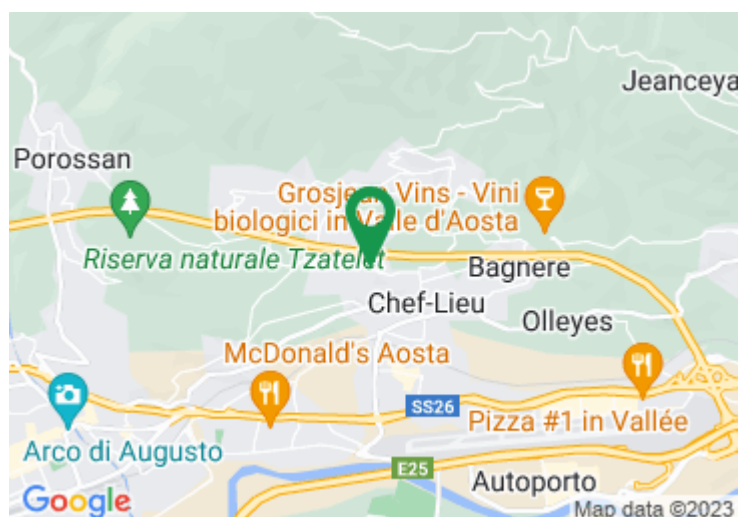 Jeanceya
Porossan
Grosjean Vins - Vini
biologici in Valle d'Aosta
Riserva naturale Tzatelet
Bagnere
Chef-Lieu
Olleyes
McDonald's Aosta
SS26
Pizza #1 in Vallée
Arco di Augusto
E25
Autoporto
Google
Map data ©2023